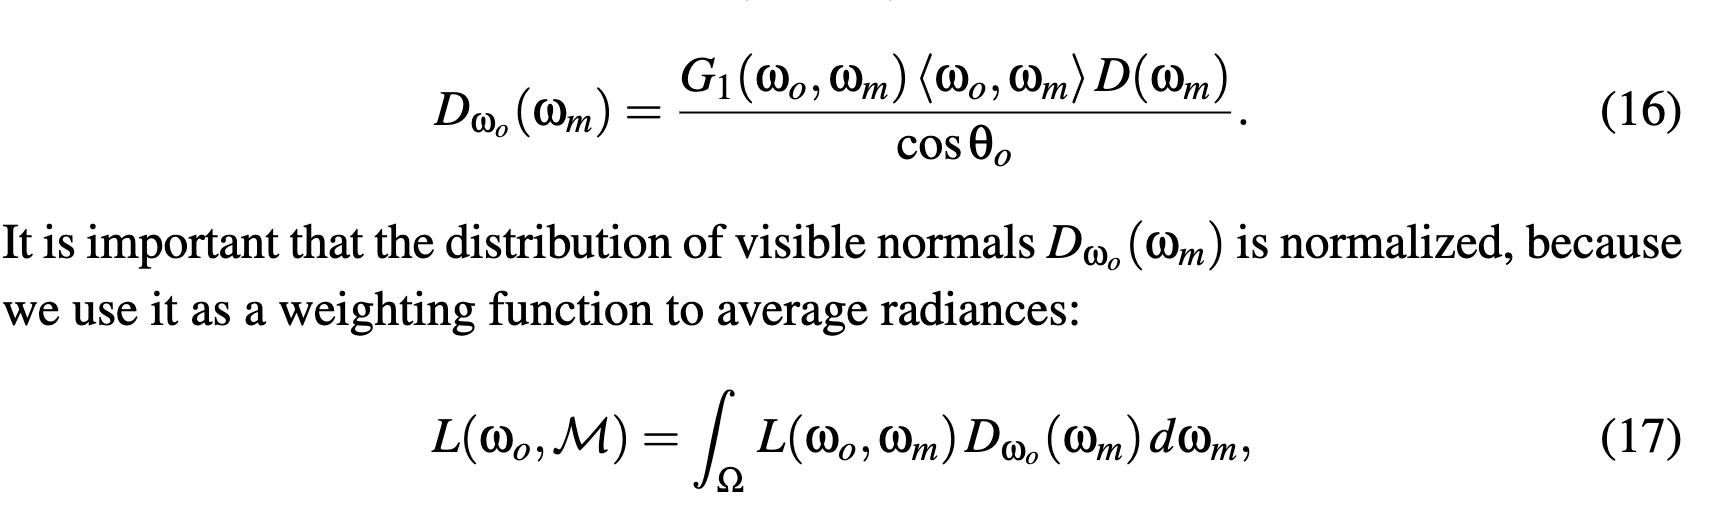 D_{ω_o}(ω_m) = \frac{G_1(ω_o, ω_m) ⟨ω_o, ω_m⟩ D(ω_m)}{\cos θ_o}. (16)
It is important that the distribution of visible normals D_{ω_o}(ω_m) is normalized, because
we use it as a weighting function to average radiances:
L(ω_o, ℳ) = ∫_Ω L(ω_o, ω_m) D_{ω_o}(ω_m) dω_m, (17)